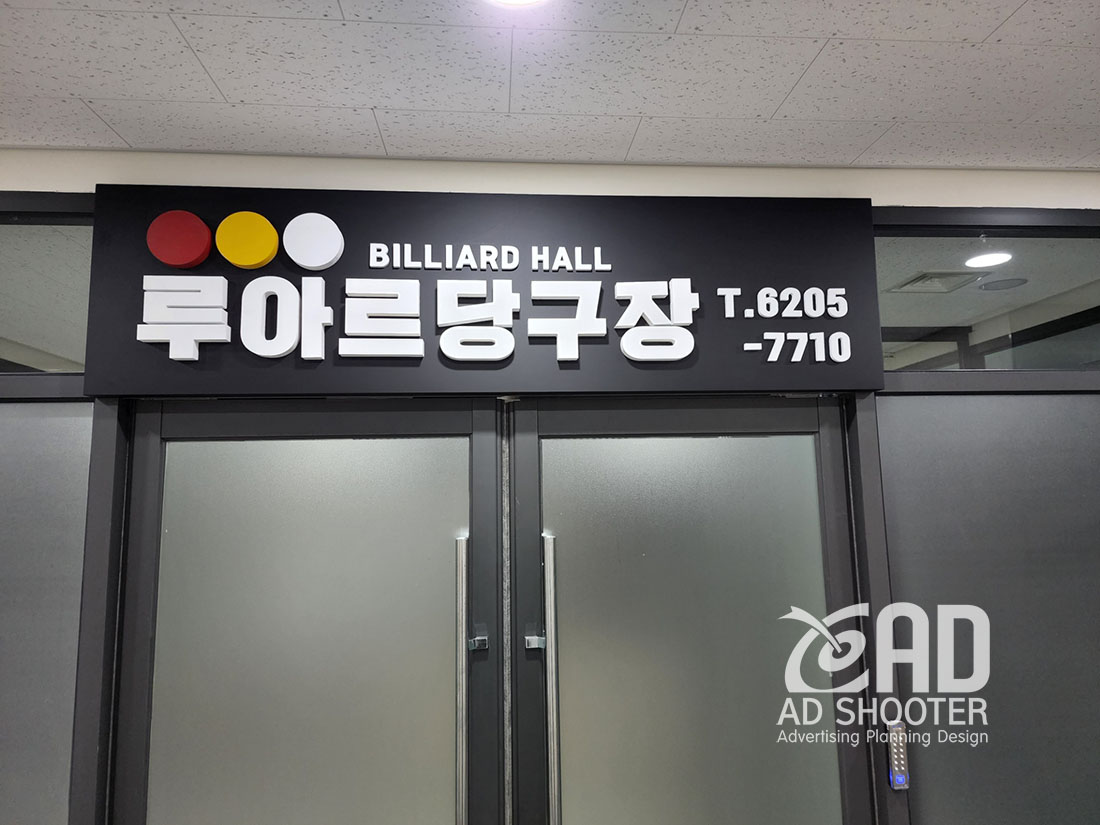 BILLIARD HALL
루아르당구장
T.6205
-7710
AD
AD SHOOTER
Advertising Planning Design